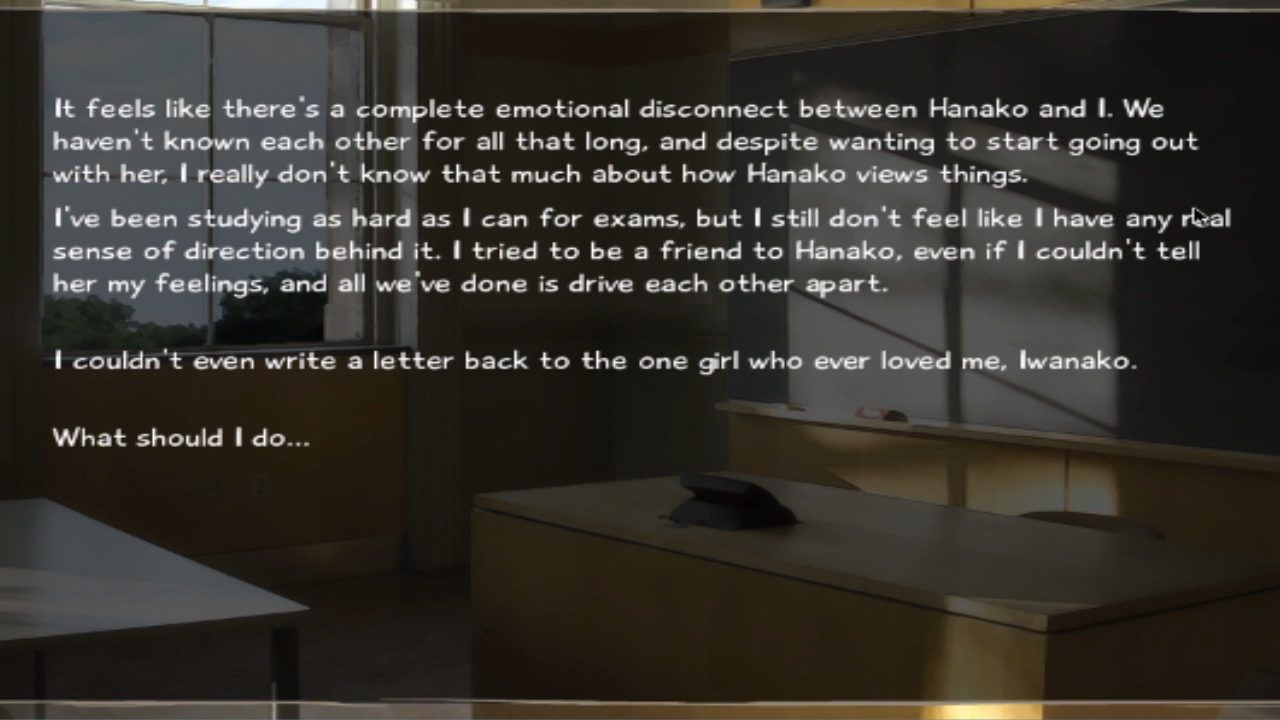 It feels like there's a complete emotional disconnect between Hanako and I. We
haven't known each other for all that long, and despite wanting to start going out
with her, I really don't know that much about how Hanako views things.
I've been studying as hard as I can for exams, but I still don't feel like I have any real
sense of direction behind it. I tried to be a friend to Hanako, even if I couldn't tell
her my feelings, and all we've done is drive each other apart.
I couldn't even write a letter back to the one girl who ever loved me, Iwanako.
What should I do...